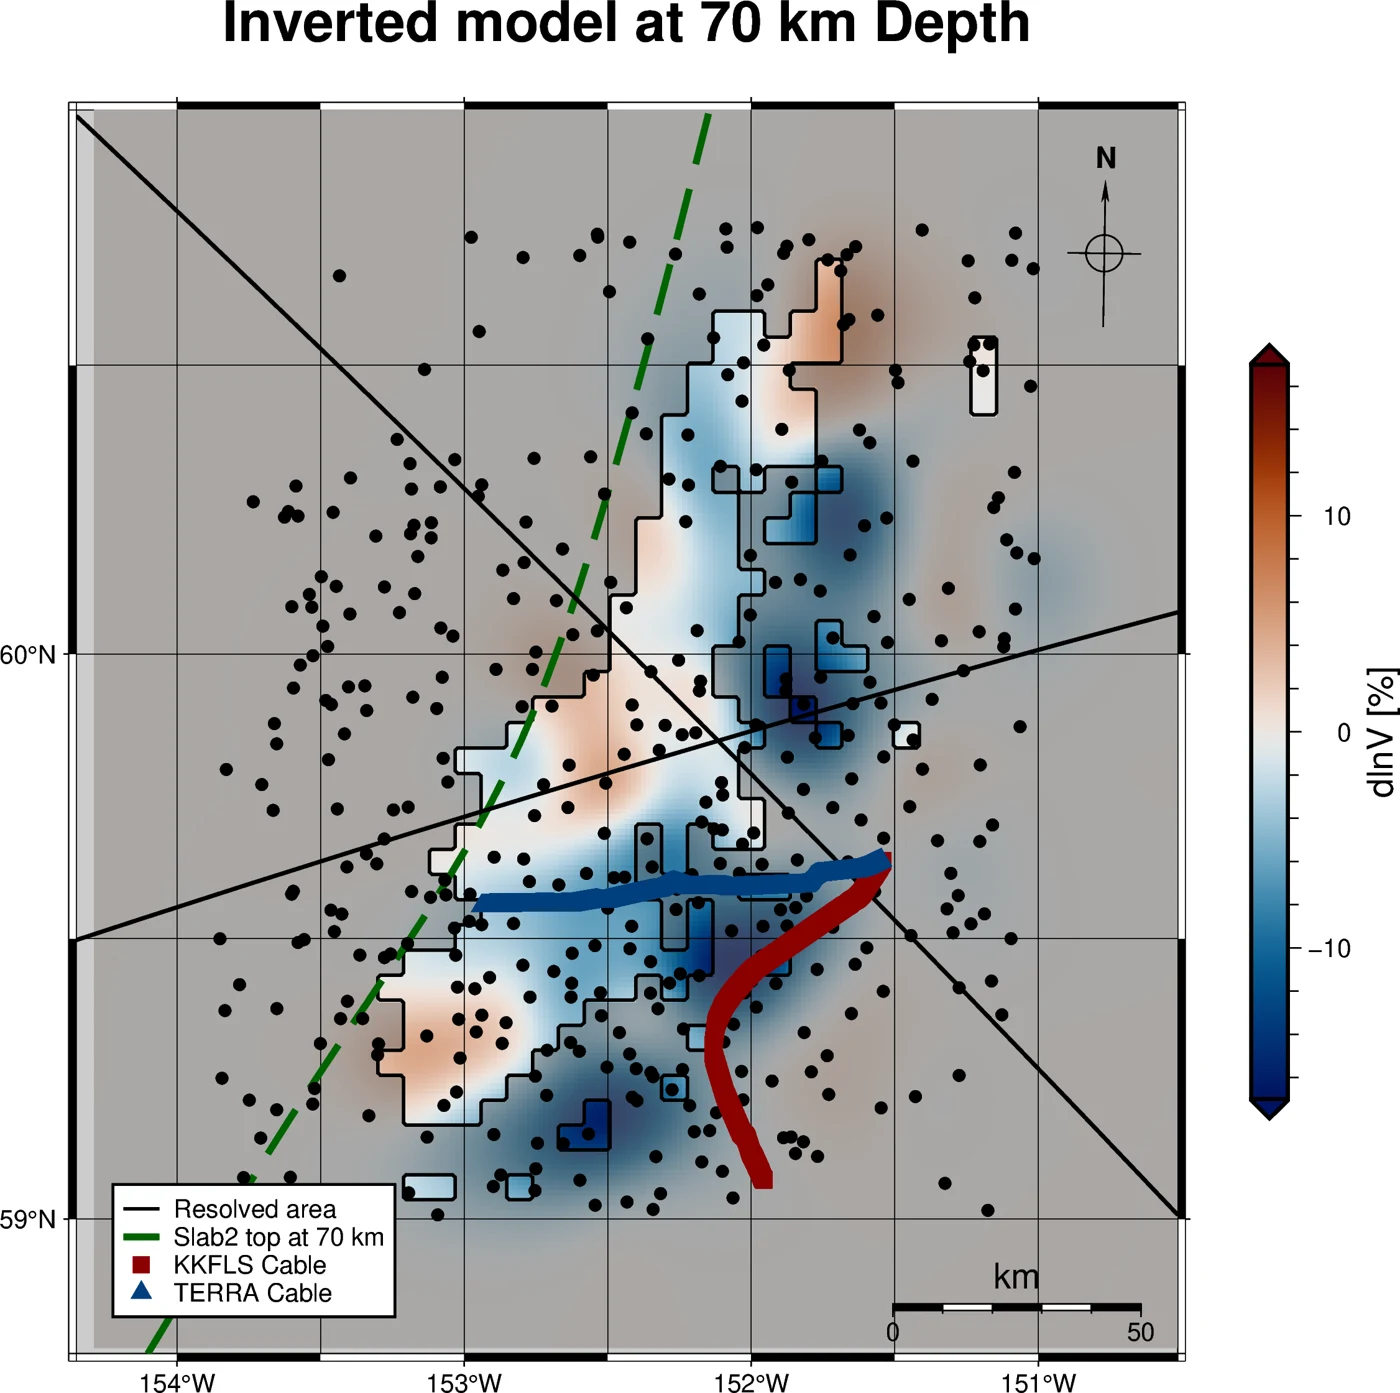 Inverted model at 70 km Depth
N
10
0
−10
dlnV [%]
60°N
59°N
Resolved area
Slab2 top at 70 km
KKFLS Cable
TERRA Cable
km
0 50
154°W 153°W 152°W 151°W